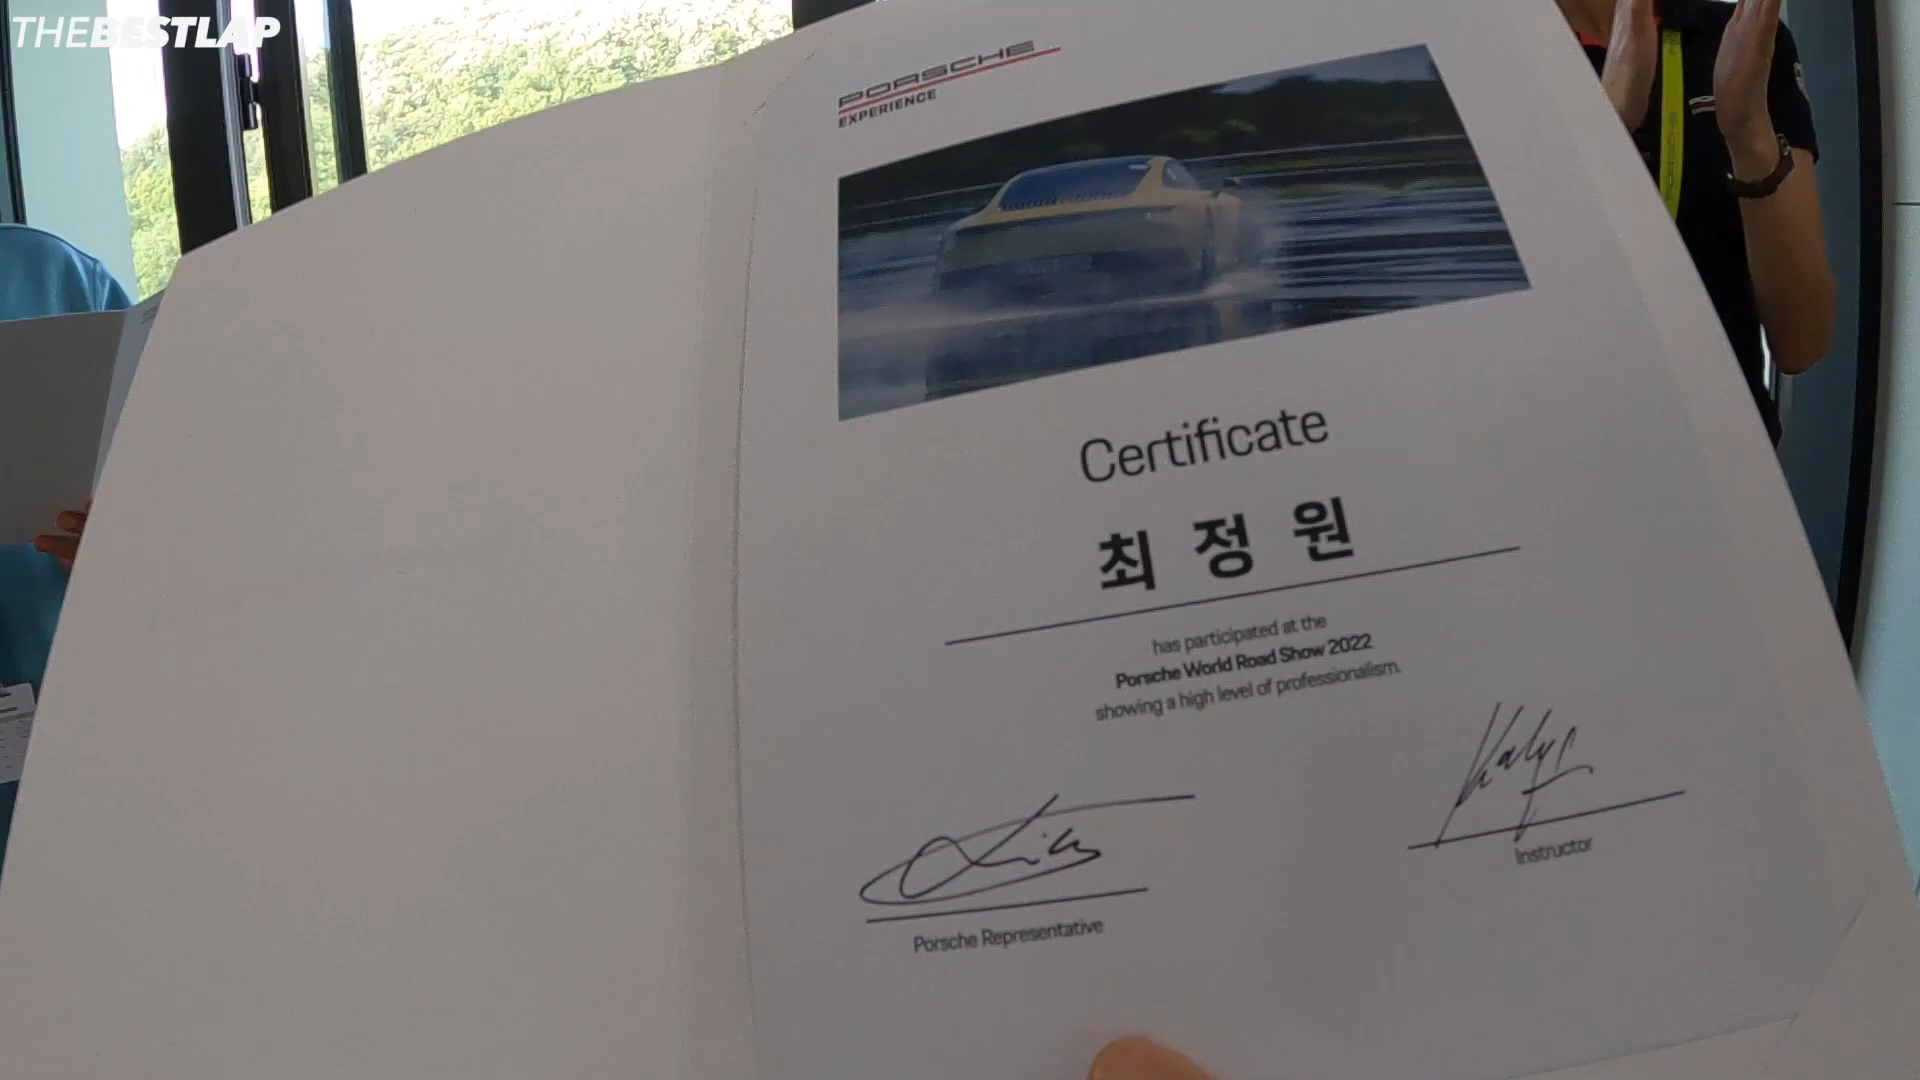 THEBESTLAP
PORSCHE
EXPERIENCE
Certificate
최 정 원
has participated at the
Porsche World Road Show 2022
showing a high level of professionalism.
Porsche Representative
Instructor